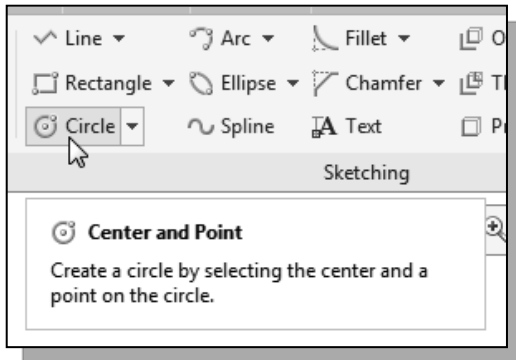 Line Arc Fillet O
Rectangle Ellipse Chamfer
Circle Spline Text
Sketching
Center and Point
Create a circle by selecting the center and a
point on the circle.